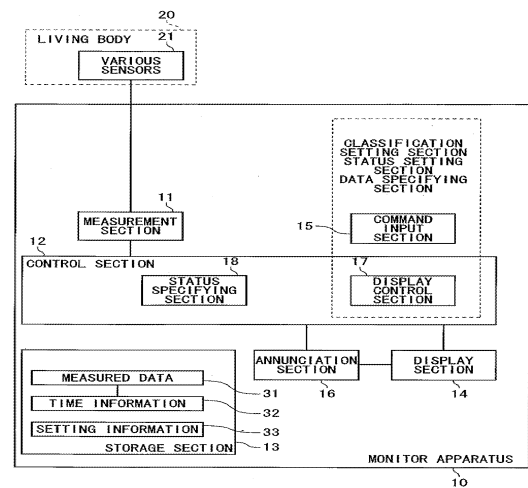 20
LIVING BODY
21
VARIOUS
SENSORS
CLASSIFICATION
SETTING SECTION
STATUS SETTING
SECTION
DATA SPECIFYING
SECTION
11
MEASUREMENT
SECTION
15
COMMAND
INPUT
SECTION
12
CONTROL SECTION
18
STATUS
SPECIFYING
SECTION
17
DISPLAY
CONTROL
SECTION
ANNUNCIATION
SECTION
16
DISPLAY
SECTION
14
MEASURED DATA
31
TIME INFORMATION
32
SETTING INFORMATION
33
STORAGE SECTION
13
MONITOR APPARATUS
10